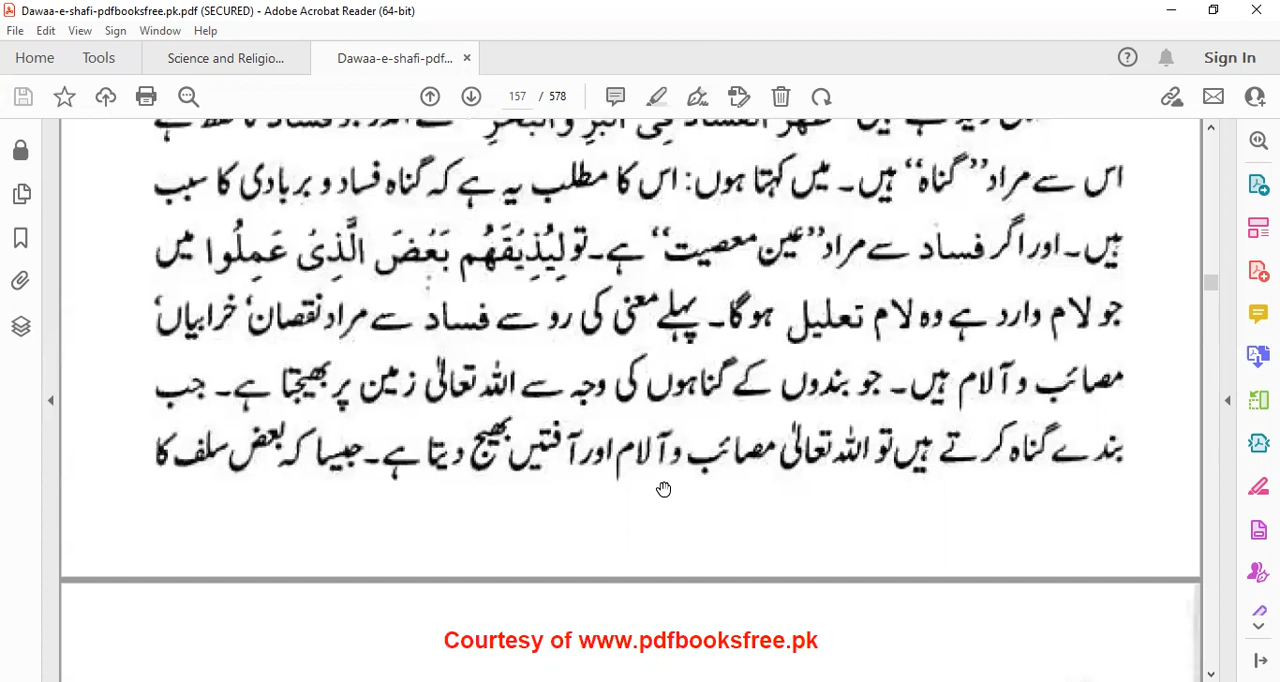 Dawaa-e-shafi-pdfbooksfree.pk.pdf (SECURED) - Adobe Acrobat Reader (64-bit)
File Edit View Sign Window Help
Home Tools Science and Religio... Dawaa-e-shafi-pdf... × Sign In
157 / 578
الْفَسَادُ فِى الْبَرِّ وَالْبَحْرِ
اس سے مراد ’’گناہ‘‘ ہیں۔ میں کہتا ہوں: اس کا مطلب یہ ہے کہ گناہ فساد و بربادی کا سبب
ہیں۔ اور اگر فساد سے مراد ’’عین معصیت‘‘ ہے۔ تو لِيُذِيْقَهُم بَعْضَ الَّذِىْ عَمِلُوا میں
جو لام وارد ہے وہ لام تعلیل ہوگا۔ پہلے معنی کی رو سے فساد سے مراد نقصان‘ خرابیاں‘
مصائب و آلام ہیں۔ جو بندوں کے گناہوں کی وجہ سے اللہ تعالیٰ زمین پر بھیجتا ہے۔ جب
بندے گناہ کرتے ہیں تو اللہ تعالیٰ مصائب و آلام اور آفتیں بھیج دیتا ہے۔ جیسا کہ بعض سلف کا
Courtesy of www.pdfbooksfree.pk